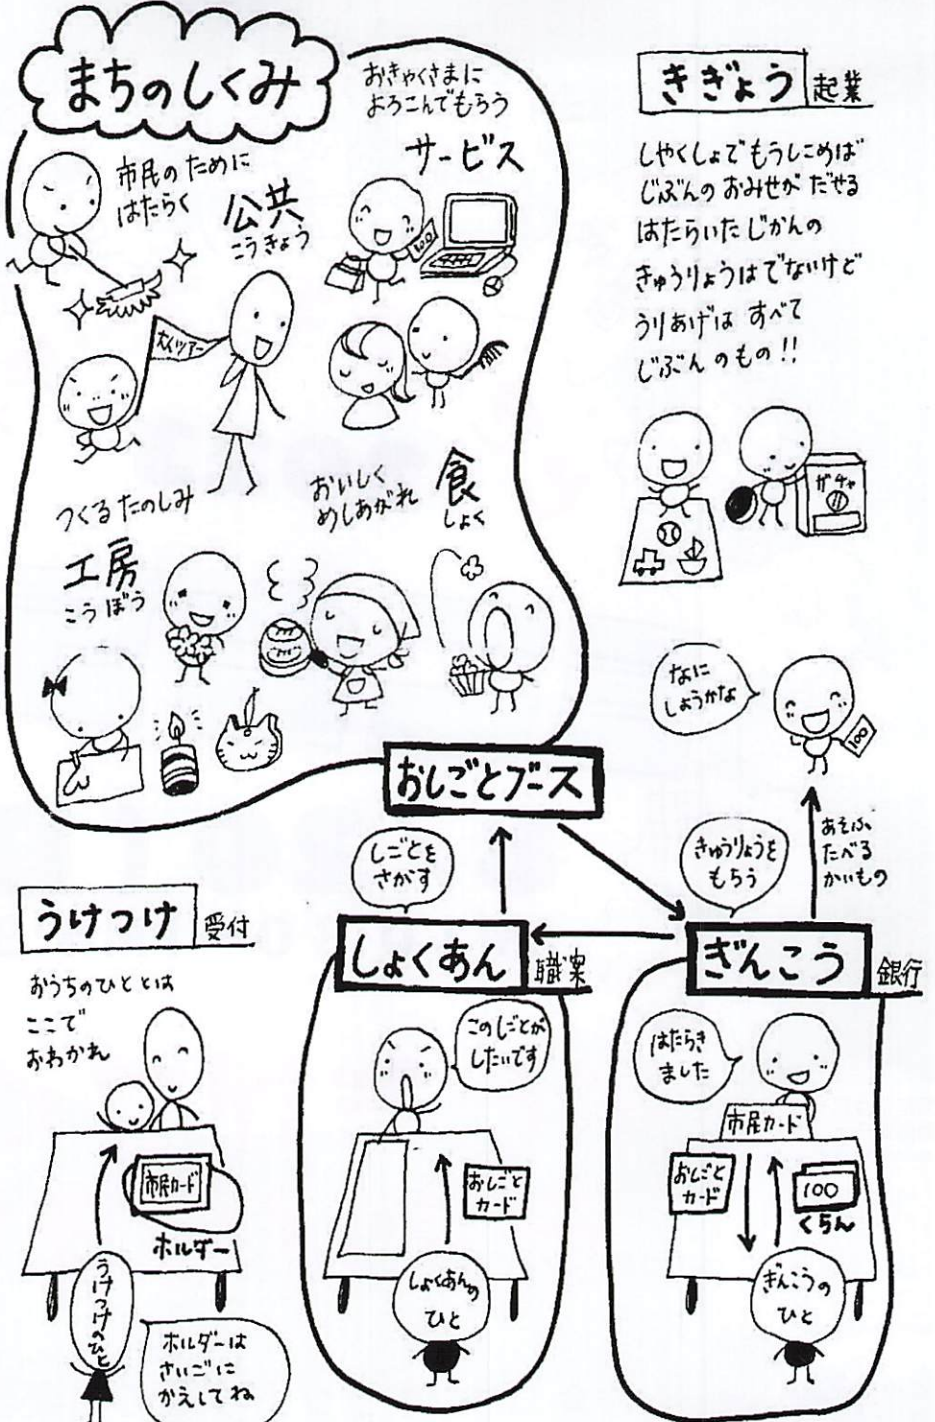 まちのしくみ
市民のために
はたらく
公共
こうきょう
おきゃくさまに
よろこんでもらう
サービス
100
大人ツアー
つくるたのしみ
工房
こうぼう
おいしく
めしあがれ
食
しょく
おしごとブース
きぎょう 起業
しやくしょでもうしこめば
じぶんのおみせがだせる
はたらいたじかんの
きゅうりょうはでないけど
うりあげは すべて
じぶんのもの!!
ガチャ
なに
しようかな
100
あそぶ
たべる
かいもの
しごとを
さがす
きゅうりょうを
もらう
うけつけ 受付
おうちのひととは
ここで
おわかれ
市民カード
ホルダー
うけつけのひと
ホルダーは
さいごに
かえしてね
しょくあん 職案
このしごとが
したいです
おしごと
カード
しょくあんの
ひと
ぎんこう 銀行
はたらき
ました
市民カード
おしごと
カード
100
くらん
ぎんこうの
ひと